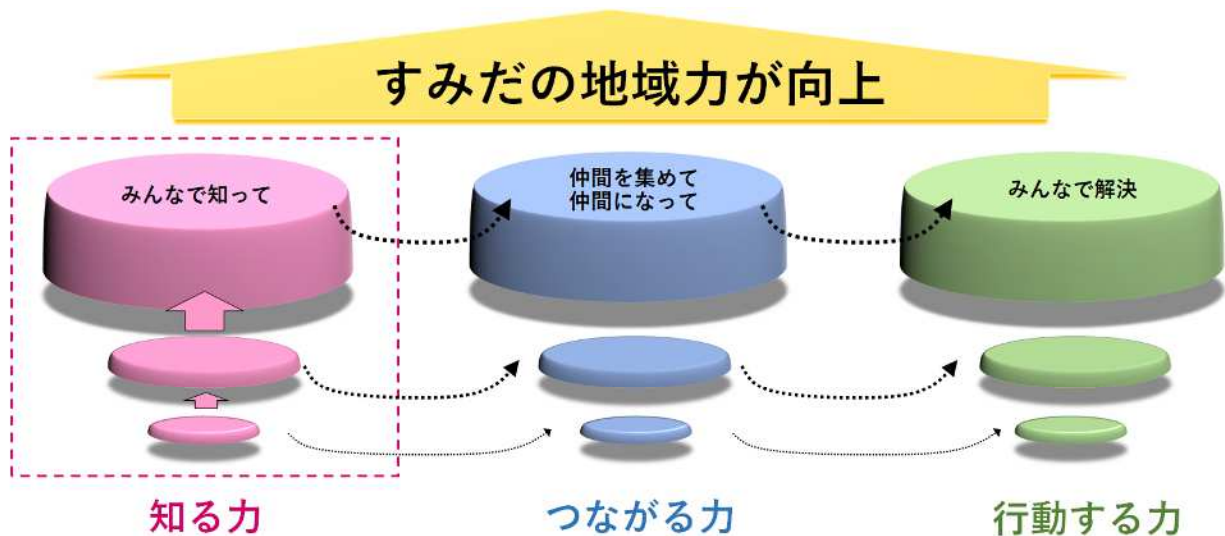 すみだの地域力が向上
みんなで知って
仲間を集めて
仲間になって
みんなで解決
知る力
つながる力
行動する力